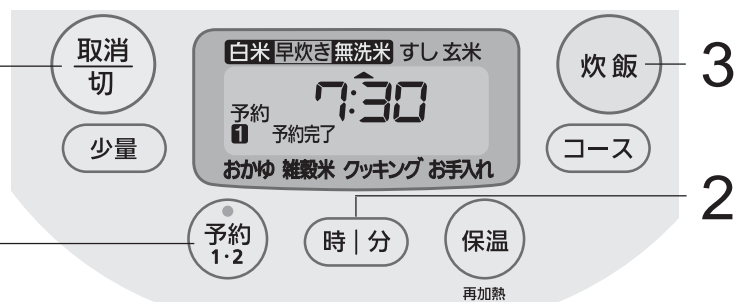 取消
切
少量
白米 早炊き 無洗米 すし 玄米
7:30
予約
1 予約完了
おかゆ 雑穀米 クッキング お手入れ
炊飯
3
コース
2
予約
1・2
時|分
保温
再加熱